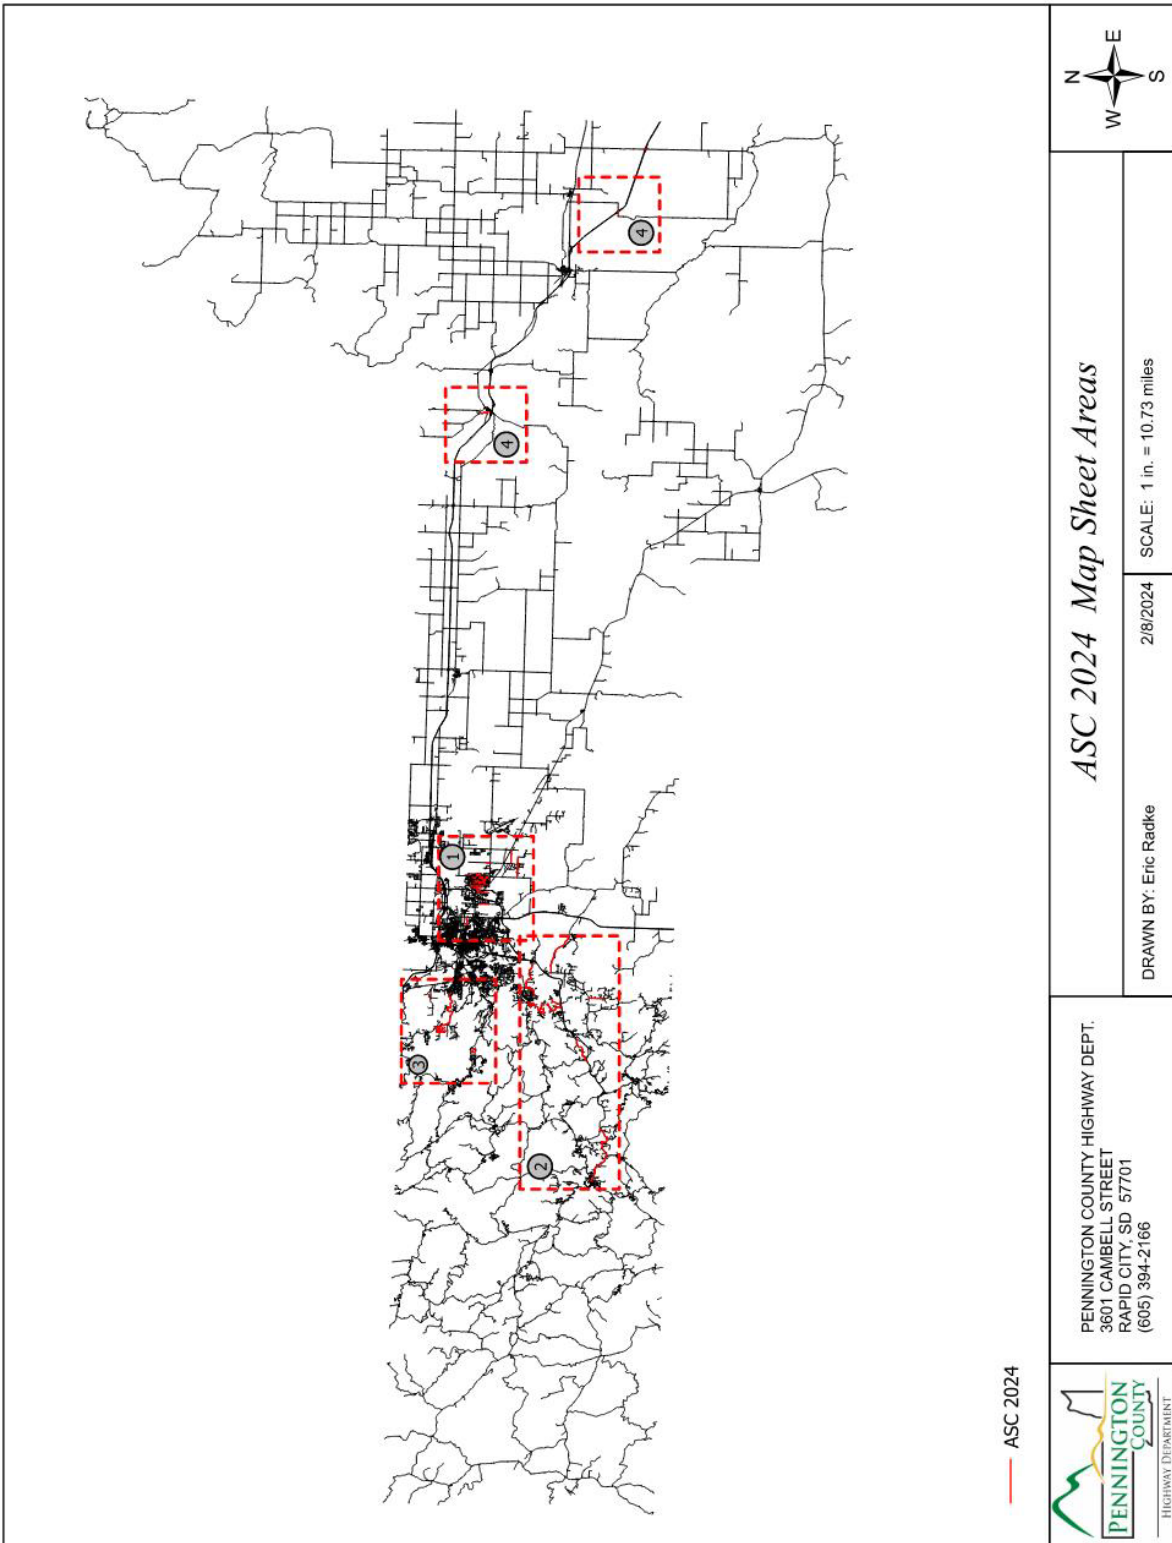 4
4
1
3
2
ASC 2024
N
E
W
S
ASC 2024 Map Sheet Areas
DRAWN BY: Eric Radke
2/8/2024
SCALE: 1 in. = 10.73 miles
PENNINGTON COUNTY HIGHWAY DEPT.
3601 CAMBELL STREET
RAPID CITY, SD 57701
(605) 394-2166
PENNINGTON
COUNTY
HIGHWAY DEPARTMENT